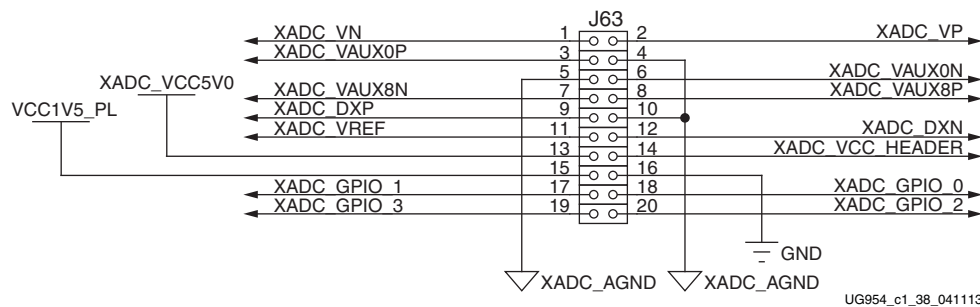 J63
XADC_VN 1 2 XADC_VP
XADC_VAUX0P 3 4
5 6 XADC_VAUX0N
XADC_VCC5V0
XADC_VAUX8N 7 8 XADC_VAUX8P
VCC1V5_PL
XADC_DXP 9 10
XADC_VREF 11 12 XADC_DXN
13 14 XADC_VCC_HEADER
15 16
XADC_GPIO_1 17 18 XADC_GPIO_0
XADC_GPIO_3 19 20 XADC_GPIO_2
GND
XADC_AGND XADC_AGND
UG954_c1_38_041113